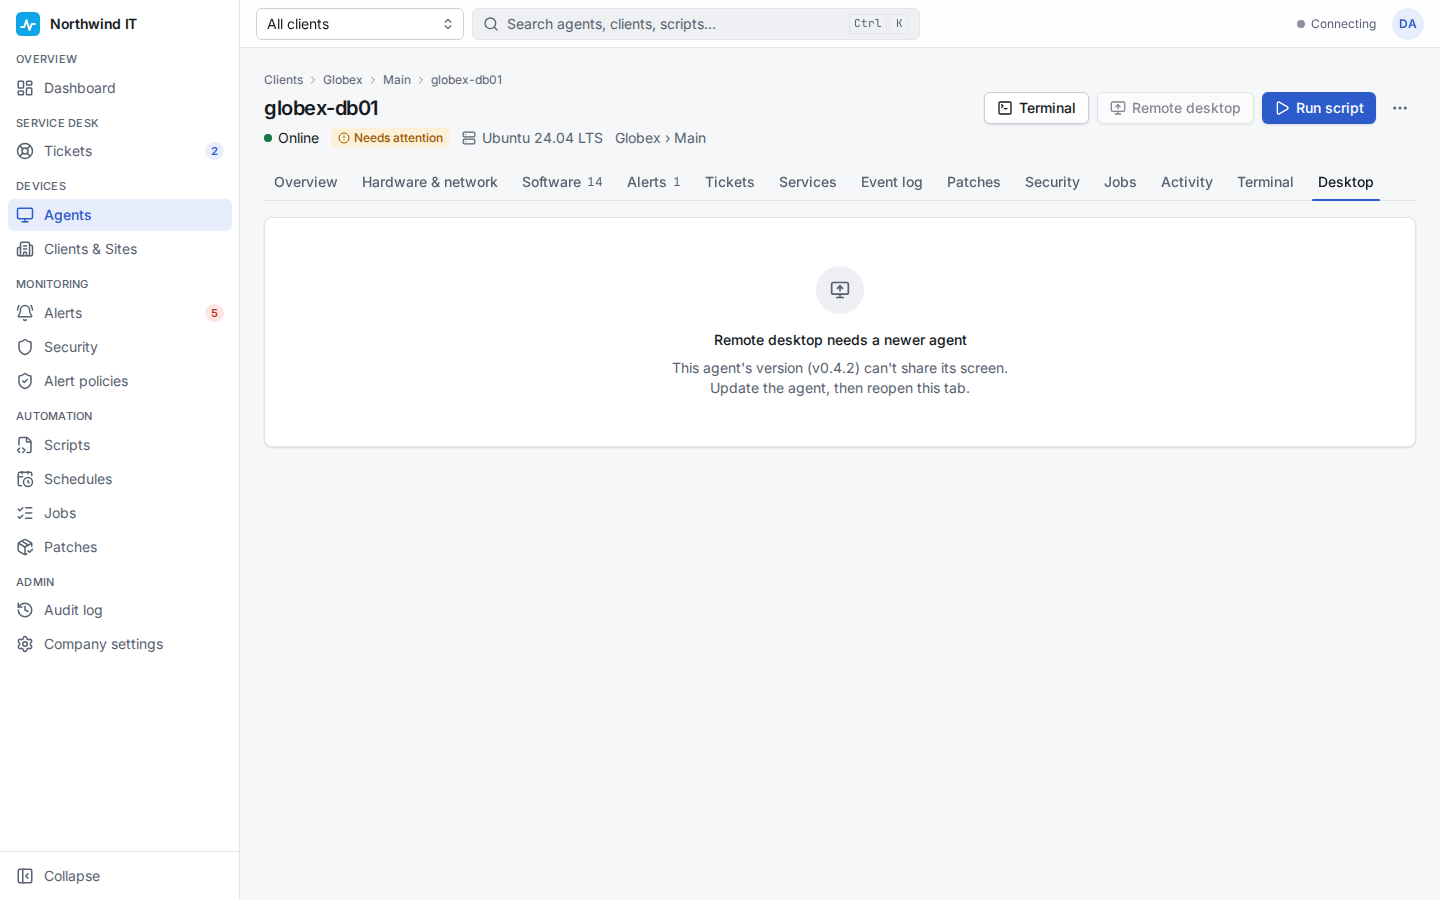 Northwind IT
All clients
Search agents, clients, scripts...
Ctrl K
Connecting
DA
OVERVIEW
Dashboard
SERVICE DESK
Tickets 2
DEVICES
Agents
Clients & Sites
MONITORING
Alerts 5
Security
Alert policies
AUTOMATION
Scripts
Schedules
Jobs
Patches
ADMIN
Audit log
Company settings
Collapse
Clients > Globex > Main > globex-db01
globex-db01
Terminal
Remote desktop
Run script
Online
Needs attention
Ubuntu 24.04 LTS
Globex › Main
Overview Hardware & network Software 14 Alerts 1 Tickets Services Event log Patches Security Jobs Activity Terminal Desktop
Remote desktop needs a newer agent
This agent's version (v0.4.2) can't share its screen.
Update the agent, then reopen this tab.